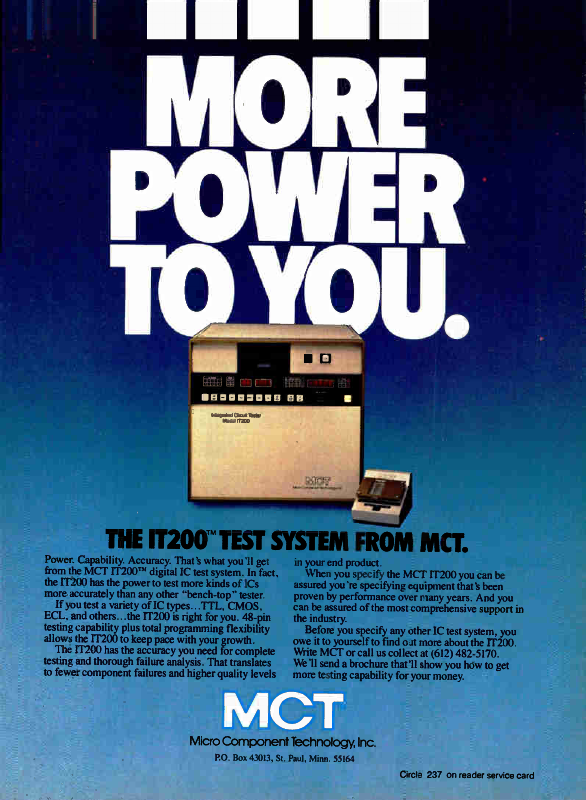 MORE
POWER
TO YOU.
Integrated Circuit Tester
Model IT200
MCT
THE IT200™ TEST SYSTEM FROM MCT.
Power. Capability. Accuracy. That's what you'll get
from the MCT IT200™ digital IC test system. In fact,
the IT200 has the power to test more kinds of ICs
more accurately than any other "bench-top" tester.
If you test a variety of IC types...TTL, CMOS,
ECL, and others...the IT200 is right for you. 48-pin
testing capability plus total programming flexibility
allows the IT200 to keep pace with your growth.
The IT200 has the accuracy you need for complete
testing and thorough failure analysis. That translates
to fewer component failures and higher quality levels
in your end product.
When you specify the MCT IT200 you can be
assured you're specifying equipment that's been
proven by performance over many years. And you
can be assured of the most comprehensive support in
the industry.
Before you specify any other IC test system, you
owe it to yourself to find out more about the IT200.
Write MCT or call us collect at (612) 482-5170.
We'll send a brochure that'll show you how to get
more testing capability for your money.
MCT
Micro Component Technology, Inc.
P.O. Box 43013, St. Paul, Minn. 55164
Circle 237 on reader service card